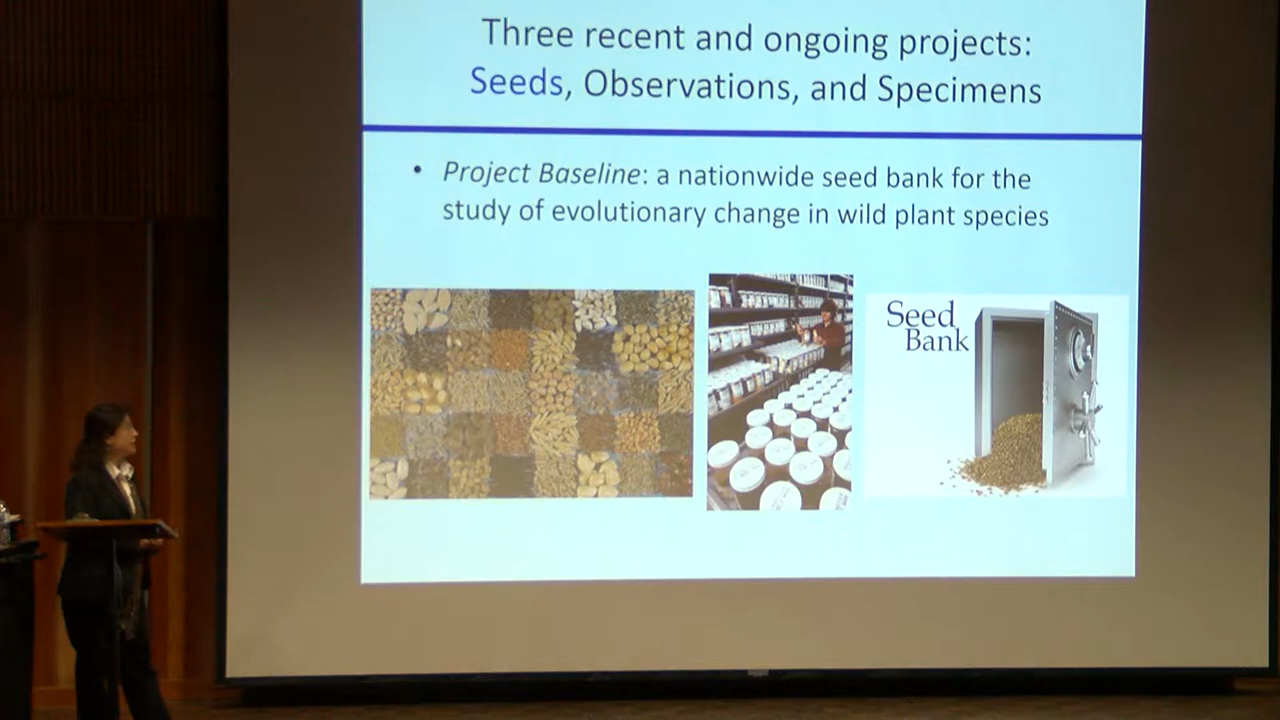 Three recent and ongoing projects:
Seeds, Observations, and Specimens
• Project Baseline: a nationwide seed bank for the
study of evolutionary change in wild plant species
Seed
Bank